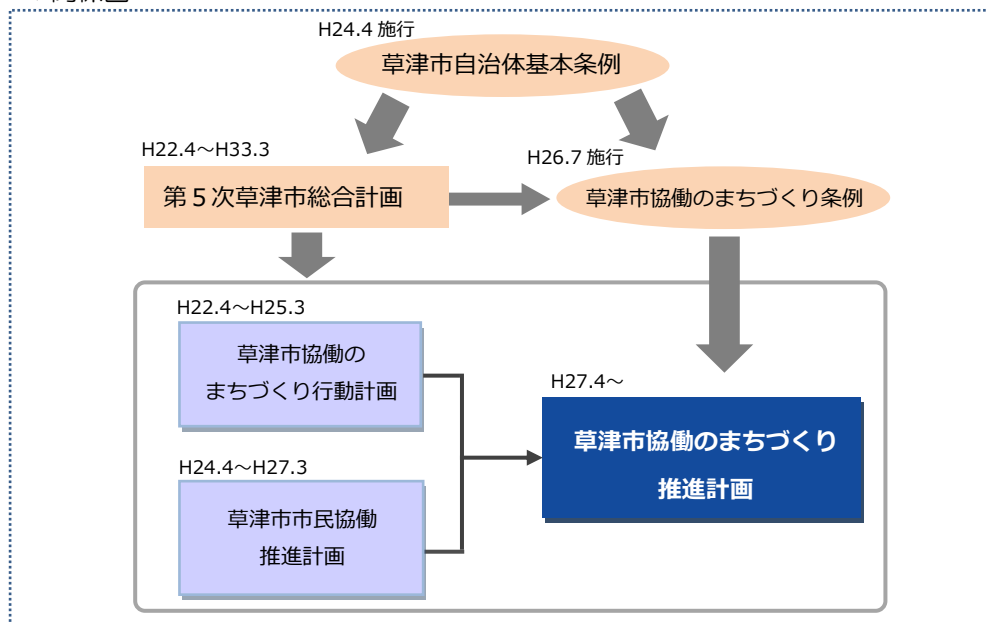 H24.4 施行
草津市自治体基本条例
H22.4～H33.3
第5次草津市総合計画
H26.7 施行
草津市協働のまちづくり条例
H22.4～H25.3
草津市協働の
まちづくり行動計画
H24.4～H27.3
草津市市民協働
推進計画
H27.4～
草津市協働のまちづくり
推進計画